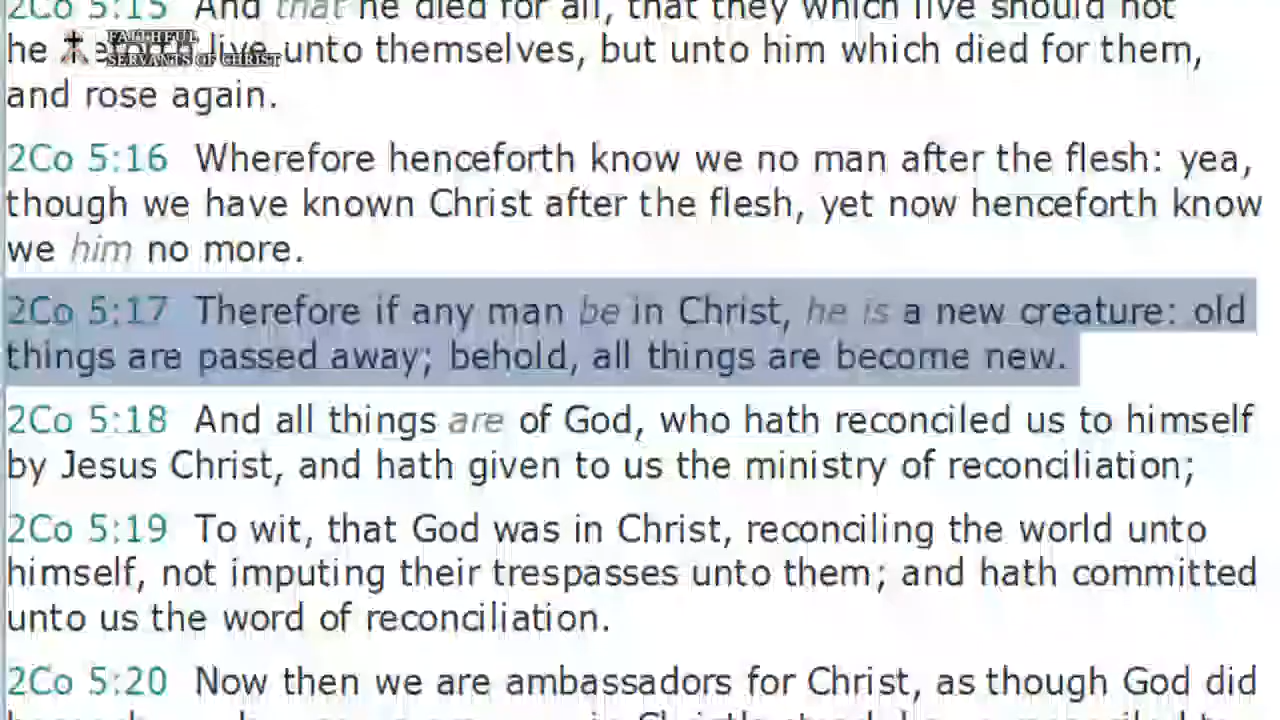 2Co 5:15 And that he died for all, that they which live should not
he live unto themselves, but unto him which died for them,
FAITHFUL
SERVANTS OF CHRIST
and rose again.
2Co 5:16 Wherefore henceforth know we no man after the flesh: yea,
though we have known Christ after the flesh, yet now henceforth know
we him no more.
2Co 5:17 Therefore if any man be in Christ, he is a new creature: old
things are passed away; behold, all things are become new.
2Co 5:18 And all things are of God, who hath reconciled us to himself
by Jesus Christ, and hath given to us the ministry of reconciliation;
2Co 5:19 To wit, that God was in Christ, reconciling the world unto
himself, not imputing their trespasses unto them; and hath committed
unto us the word of reconciliation.
2Co 5:20 Now then we are ambassadors for Christ, as though God did